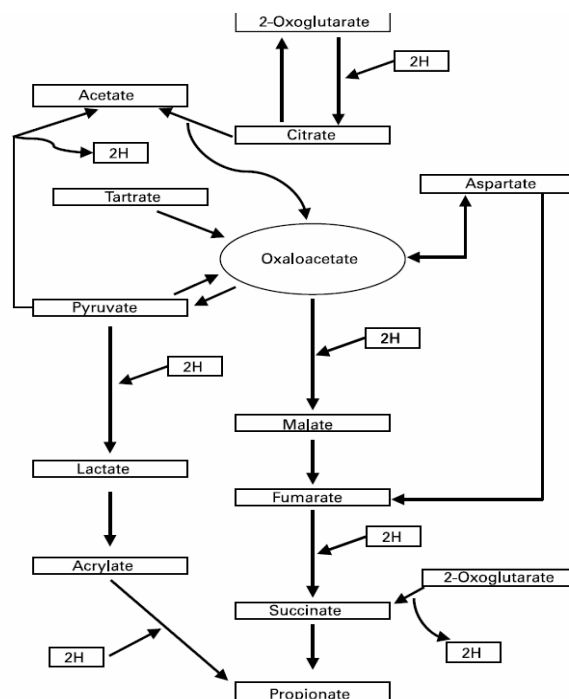 2-Oxoglutarate
2H
Acetate
Citrate
2H
Aspartate
Tartrate
Oxaloacetate
Pyruvate
2H
2H
Malate
Lactate
Fumarate
2H
Acrylate
2-Oxoglutarate
Succinate
2H
2H
Propionate